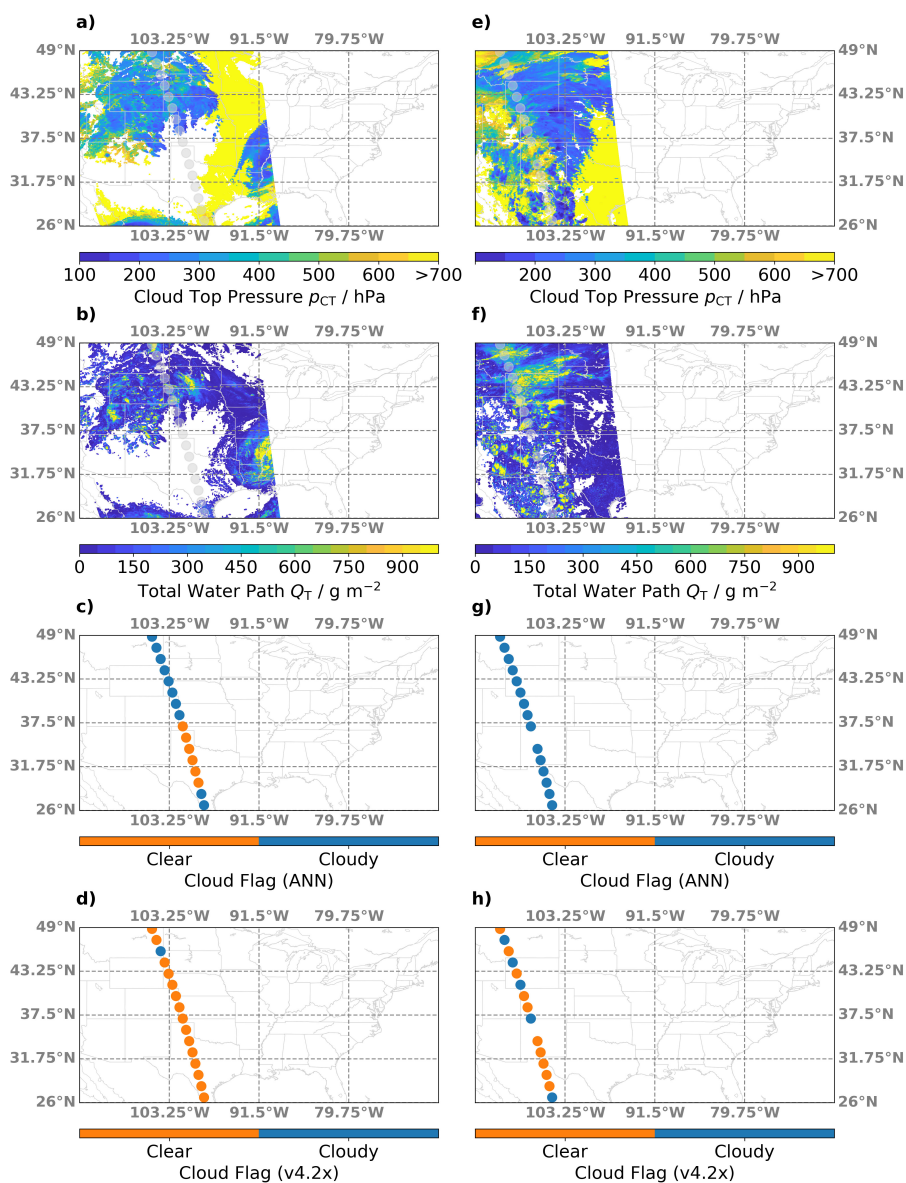 a)
103.25°W 91.5°W 79.75°W
49°N
43.25°N
37.5°N
31.75°N
26°N
103.25°W 91.5°W 79.75°W
100 200 300 400 500 600 >700
Cloud Top Pressure pCT / hPa
e)
103.25°W 91.5°W 79.75°W
49°N
43.25°N
37.5°N
31.75°N
26°N
103.25°W 91.5°W 79.75°W
200 300 400 500 600 >700
Cloud Top Pressure pCT / hPa
b)
103.25°W 91.5°W 79.75°W
49°N
43.25°N
37.5°N
31.75°N
26°N
103.25°W 91.5°W 79.75°W
0 150 300 450 600 750 900
Total Water Path QT / g m−2
f)
103.25°W 91.5°W 79.75°W
49°N
43.25°N
37.5°N
31.75°N
26°N
103.25°W 91.5°W 79.75°W
0 150 300 450 600 750 900
Total Water Path QT / g m−2
c)
103.25°W 91.5°W 79.75°W
49°N
43.25°N
37.5°N
31.75°N
26°N
103.25°W 91.5°W 79.75°W
Clear Cloudy
Cloud Flag (ANN)
g)
103.25°W 91.5°W 79.75°W
49°N
43.25°N
37.5°N
31.75°N
26°N
103.25°W 91.5°W 79.75°W
Clear Cloudy
Cloud Flag (ANN)
d)
103.25°W 91.5°W 79.75°W
49°N
43.25°N
37.5°N
31.75°N
26°N
103.25°W 91.5°W 79.75°W
Clear Cloudy
Cloud Flag (v4.2x)
h)
103.25°W 91.5°W 79.75°W
49°N
43.25°N
37.5°N
31.75°N
26°N
103.25°W 91.5°W 79.75°W
Clear Cloudy
Cloud Flag (v4.2x)